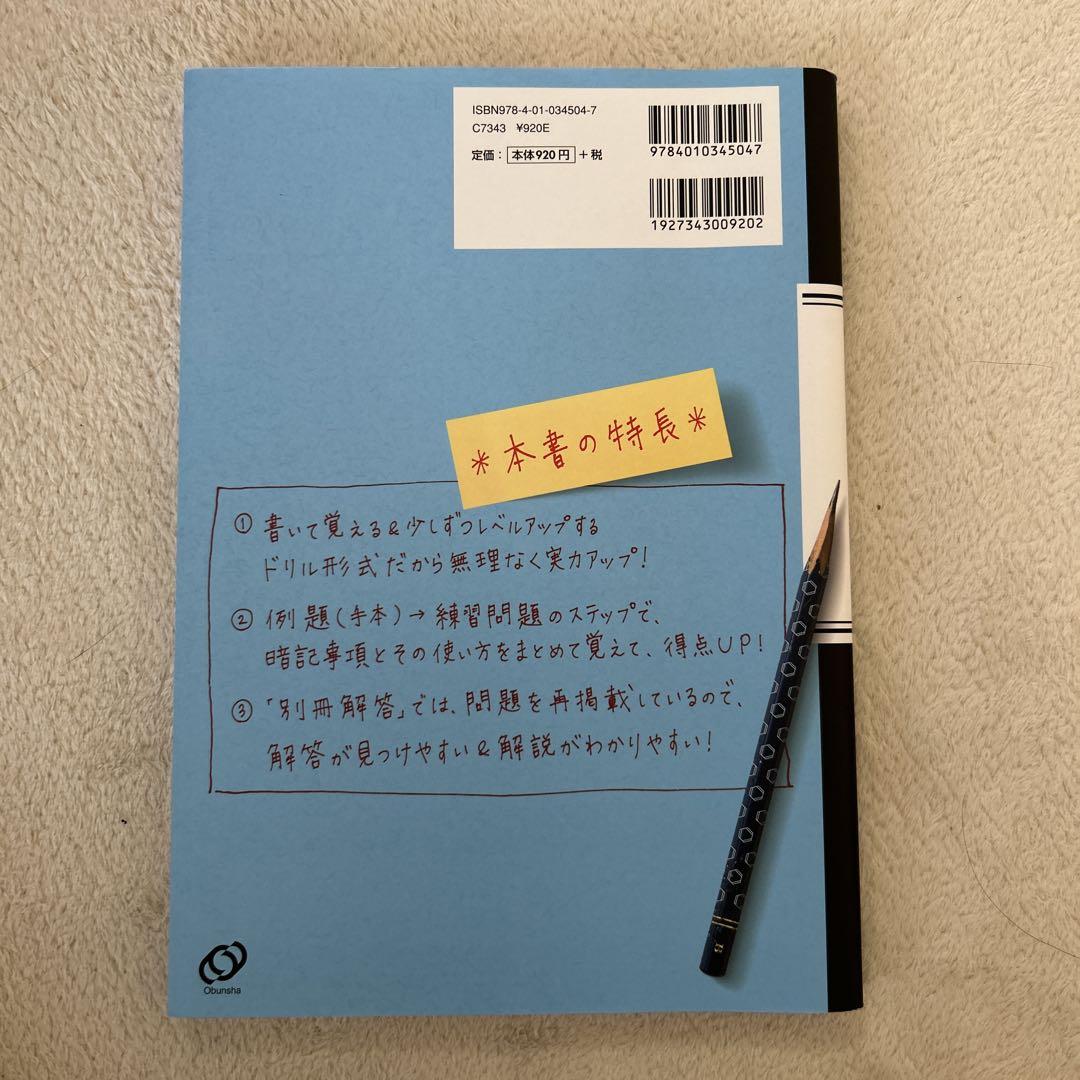 ISBN978-4-01-034504-7
C7343 ¥920E
定価：本体920円＋税
9784010345047
1927343009202
＊本書の特長＊
① 書いて覚える＆少しずつレベルアップする
ドリル形式だから無理なく実力アップ！
② 例題（手本）→練習問題のステップで、
暗記事項とその使い方をまとめて覚えて、得点UP！
③ 「別冊解答」では、問題を再掲載しているので、
解答が見つけやすい＆解説がわかりやすい！
B
Obunsha